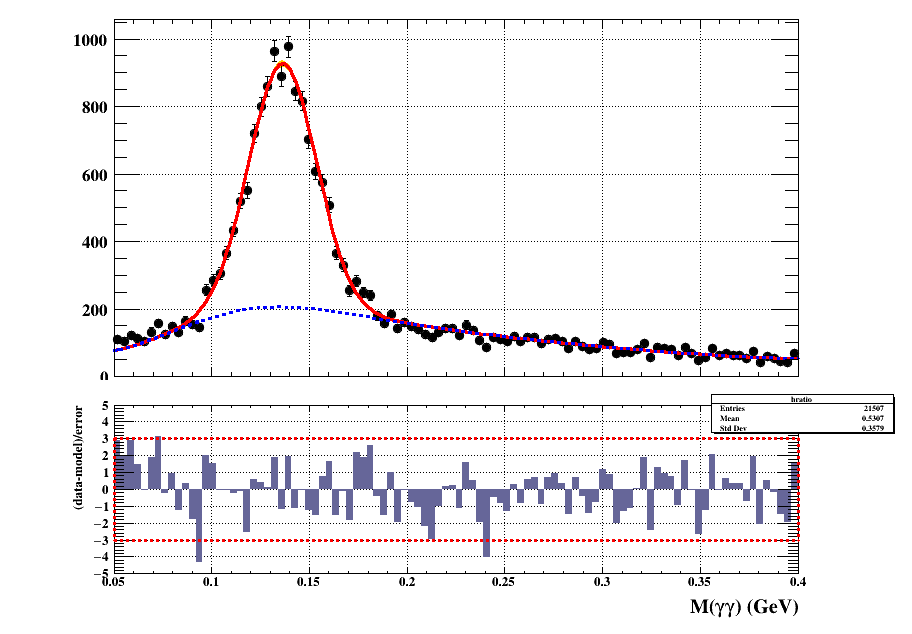 1000
800
600
400
200
0
hratio
Entries 21507
Mean 0.5307
Std Dev 0.3579
(data-model)/error
5
4
3
2
1
0
−1
−2
−3
−4
−5
0.05 0.1 0.15 0.2 0.25 0.3 0.35 0.4
M(γγ) (GeV)